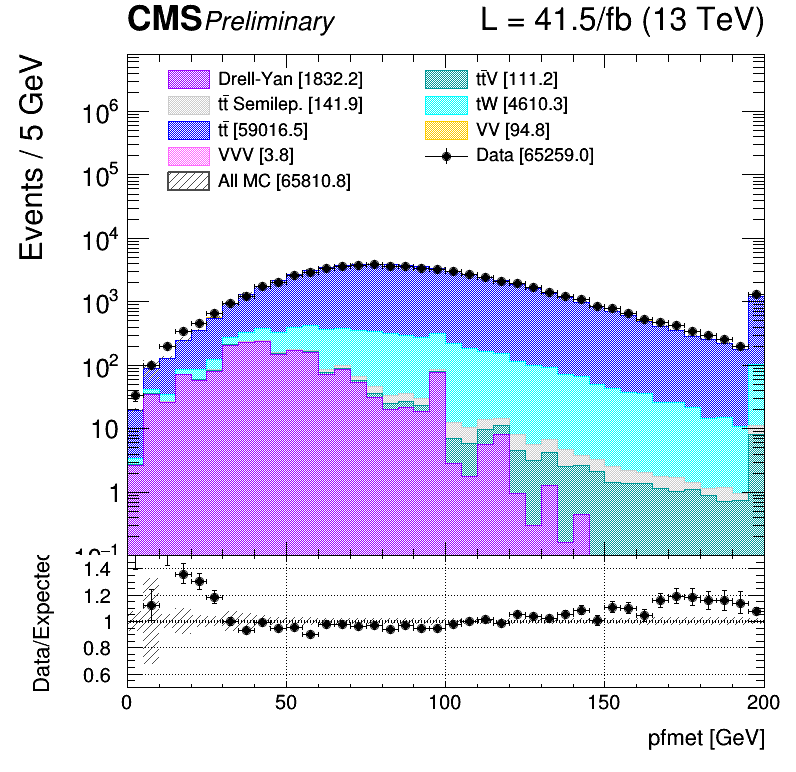 CMS Preliminary L = 41.5/fb (13 TeV)
Events / 5 GeV
Drell-Yan [1832.2]
tt̄ Semilep. [141.9]
tt̄ [59016.5]
VVV [3.8]
All MC [65810.8]
tt̄V [111.2]
tW [4610.3]
VV [94.8]
Data [65259.0]
10⁶
10⁵
10⁴
10³
10²
10
1
10⁻¹
Data/Expected
1.4
1.2
1
0.8
0.6
0 50 100 150 200
pfmet [GeV]